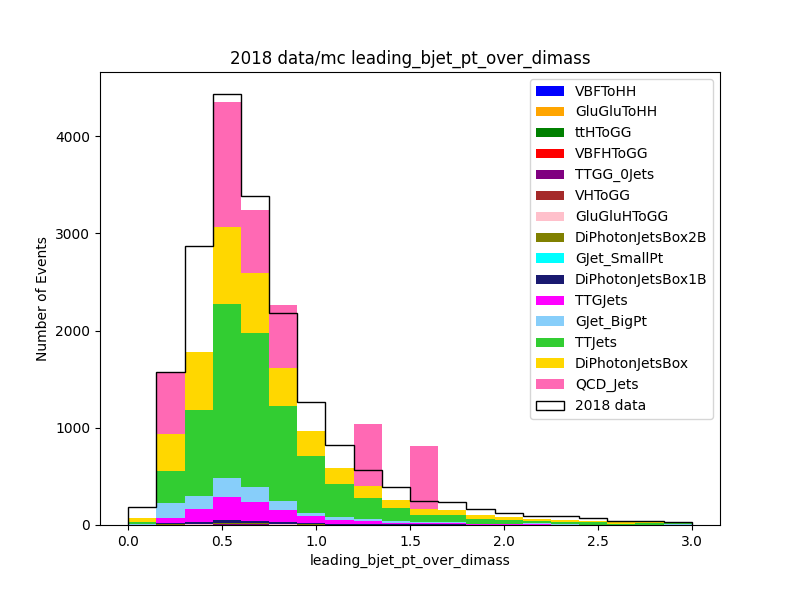 2018 data/mc leading_bjet_pt_over_dimass
Number of Events
4000
3000
2000
1000
0
0.0 0.5 1.0 1.5 2.0 2.5 3.0
leading_bjet_pt_over_dimass
VBFToHH
GluGluToHH
ttHToGG
VBFHToGG
TTGG_0Jets
VHToGG
GluGluHToGG
DiPhotonJetsBox2B
GJet_SmallPt
DiPhotonJetsBox1B
TTGJets
GJet_BigPt
TTJets
DiPhotonJetsBox
QCD_Jets
2018 data